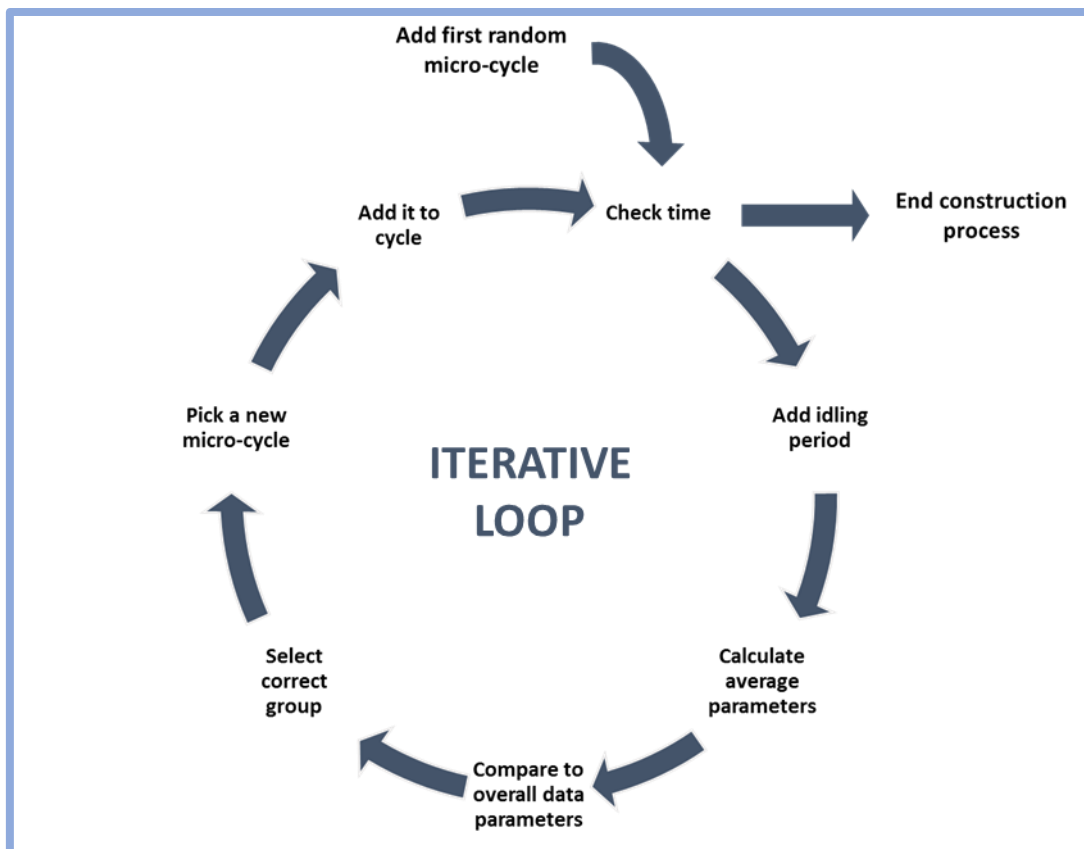 Add first random
micro-cycle
Check time
End construction
process
Add idling
period
Calculate
average
parameters
Compare to
overall data
parameters
Select
correct
group
Pick a new
micro-cycle
Add it to
cycle
ITERATIVE
LOOP